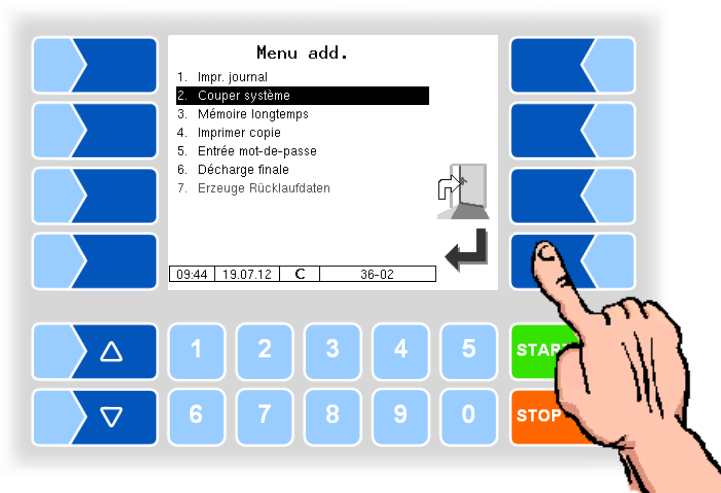 Menu add.
1. Impr. journal
2. Couper système
3. Mémoire longtemps
4. Imprimer copie
5. Entrée mot-de-passe
6. Décharge finale
7. Erzeuge Rücklaufdaten
09:44 19.07.12 C 36-02
1 2 3 4 5 START
6 7 8 9 0 STOP